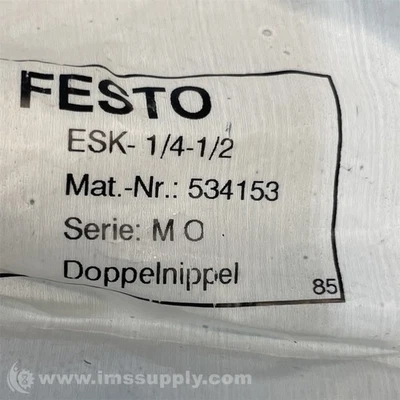 FESTO
ESK- 1/4-1/2
Mat.-Nr.: 534153
Serie: M O
Doppelnippel
85
www.imssupply.com